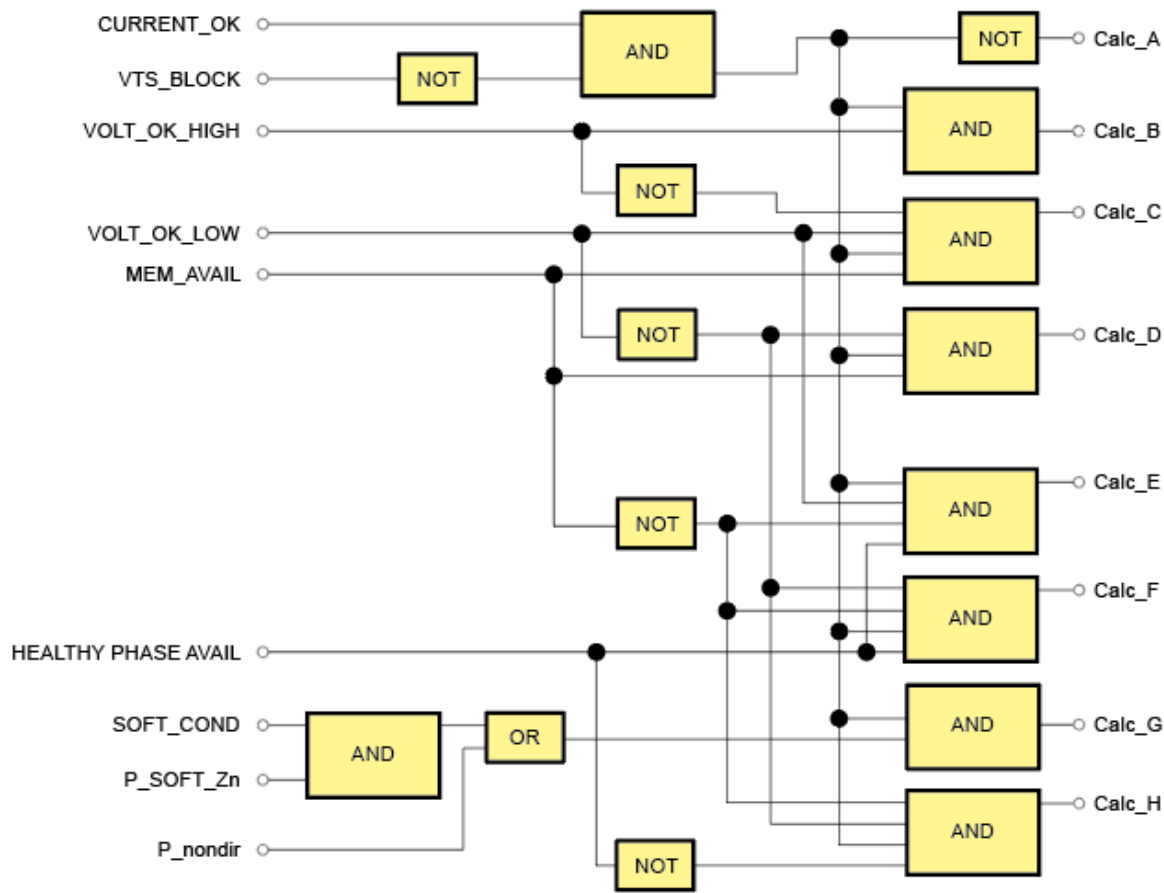 CURRENT_OK
AND
NOT
Calc_A
VTS_BLOCK
NOT
VOLT_OK_HIGH
AND
Calc_B
NOT
Calc_C
VOLT_OK_LOW
AND
MEM_AVAIL
NOT
AND
Calc_D
AND
Calc_E
NOT
Calc_F
AND
HEALTHY PHASE AVAIL
SOFT_COND
AND
OR
AND
Calc_G
P_SOFT_Zn
Calc_H
AND
P_nondir
NOT